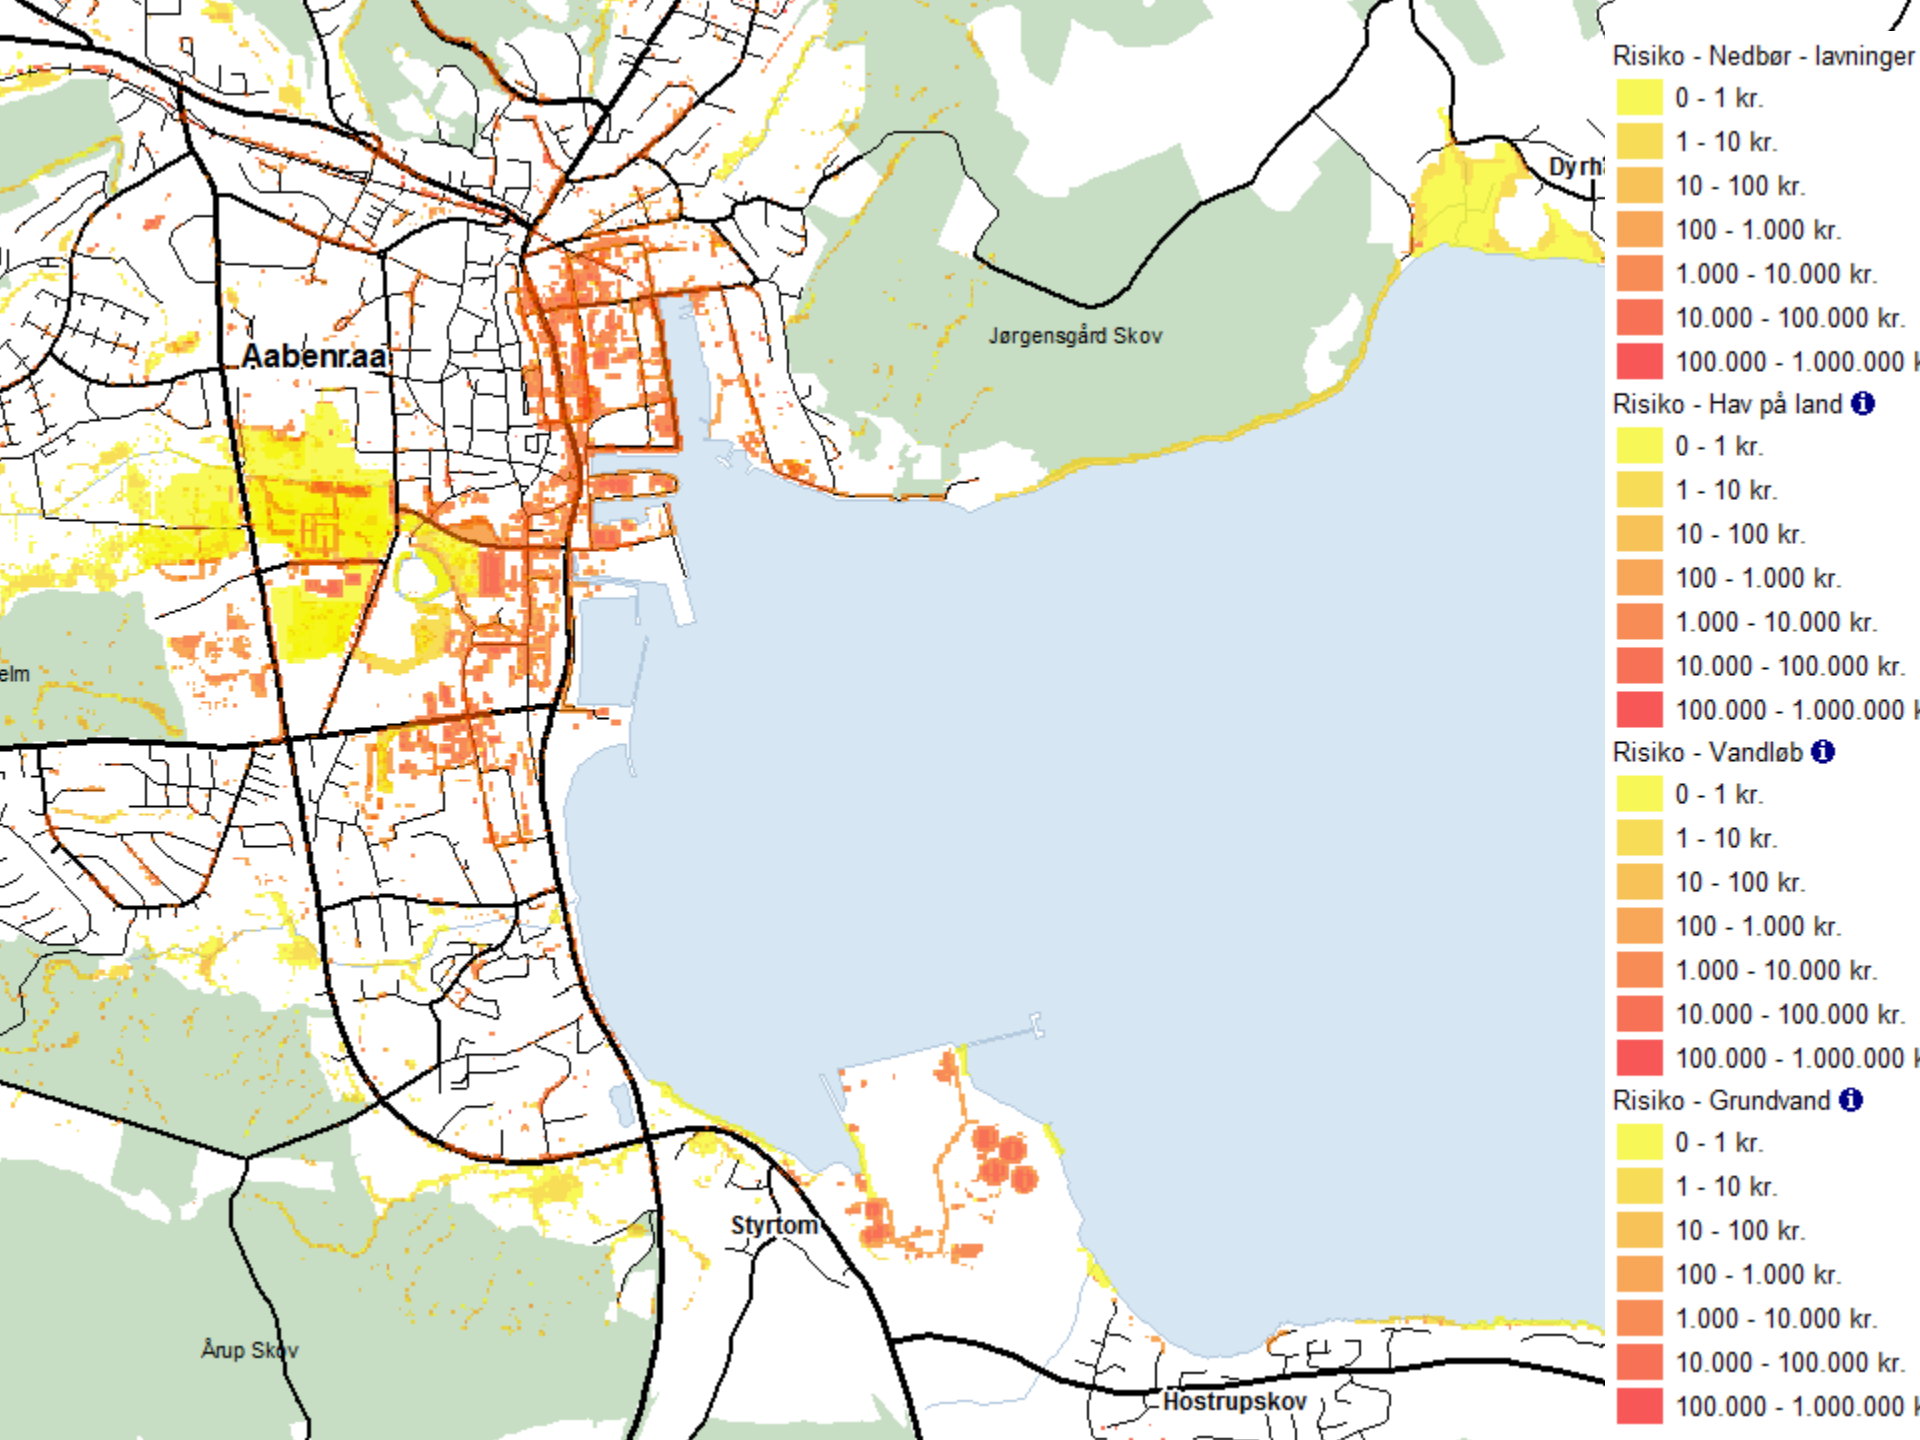 Aabenraa
Jørgensgård Skov
Styrtom
Årup Skov
Hostrupskov
Risiko - Nedbør - lavninger
0 - 1 kr.
1 - 10 kr.
10 - 100 kr.
100 - 1.000 kr.
1.000 - 10.000 kr.
10.000 - 100.000 kr.
100.000 - 1.000.000
Risiko - Hav på land
0 - 1 kr.
1 - 10 kr.
10 - 100 kr.
100 - 1.000 kr.
1.000 - 10.000 kr.
10.000 - 100.000 kr.
100.000 - 1.000.000
Risiko - Vandløb
0 - 1 kr.
1 - 10 kr.
10 - 100 kr.
100 - 1.000 kr.
1.000 - 10.000 kr.
10.000 - 100.000 kr.
100.000 - 1.000.000
Risiko - Grundvand
0 - 1 kr.
1 - 10 kr.
10 - 100 kr.
100 - 1.000 kr.
1.000 - 10.000 kr.
10.000 - 100.000 kr.
100.000 - 1.000.000